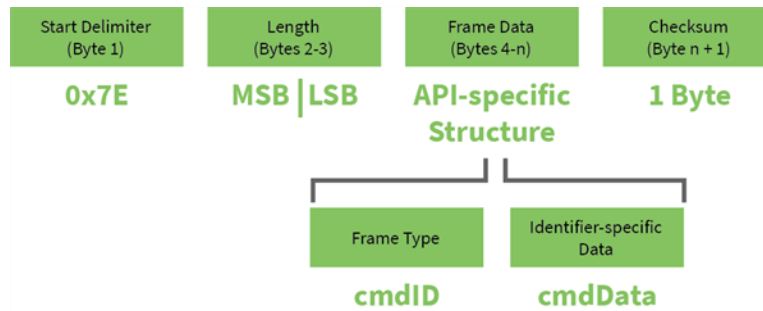 Start Delimiter
(Byte 1)
Length
(Bytes 2-3)
Frame Data
(Bytes 4-n)
Checksum
(Byte n + 1)
0x7E
MSB | LSB
API-specific
Structure
1 Byte
Frame Type
Identifier-specific
Data
cmdID
cmdData